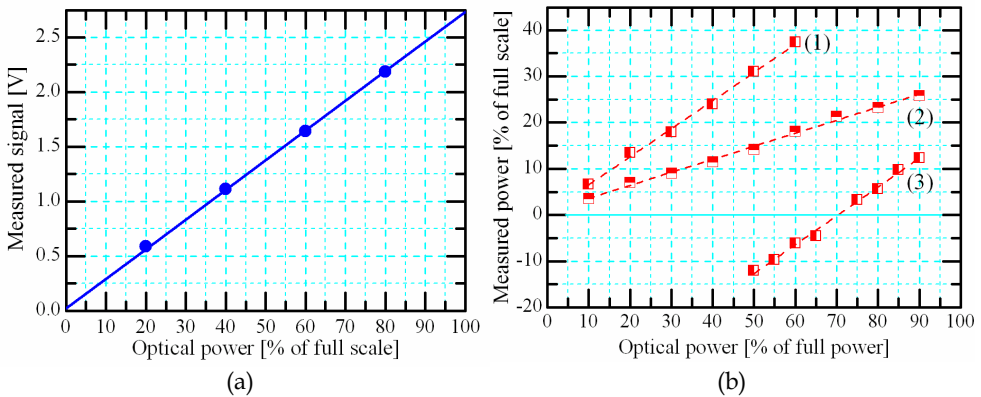 Measured signal [V]
2.5
2.0
1.5
1.0
0.5
0.0
0 10 20 30 40 50 60 70 80 90 100
Optical power [% of full scale]
(a)
Measured power [% of full scale]
40
30
20
10
0
-10
-20
(1)
(2)
(3)
0 10 20 30 40 50 60 70 80 90 100
Optical power [% of full power]
(b)